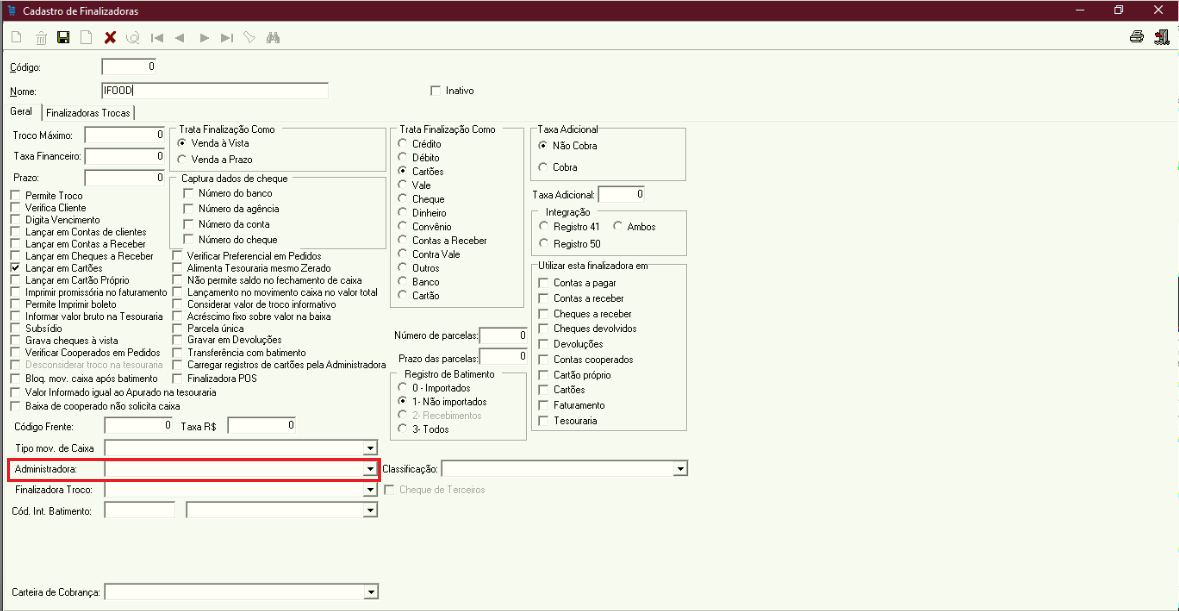 Cadastro de Finalizadoras
Código: 0
Nome: IFOOD
Inativo
Geral Finalizadoras Trocas
Troco Máximo: 0
Taxa Financeiro: 0
Prazo: 0
Permite Troco
Verifica Cliente
Digita Vencimento
Lançar em Contas de clientes
Lançar em Contas a Receber
Lançar em Cheques a Receber
Lançar em Cartões
Lançar em Cartão Próprio
Imprimir promissória no faturamento
Permite Imprimir boleto
Informar valor bruto na Tesouraria
Subsídio
Grava cheques à vista
Verificar Cooperados em Pedidos
Desconsiderar troco na tesouraria
Bloq. mov. caixa após batimento
Valor Informado igual ao Apurado na tesouraria
Baixa de cooperado não solicita caixa
Trata Finalização Como
Venda à Vista
Venda a Prazo
Captura dados de cheque
Número do banco
Número da agência
Número da conta
Número do cheque
Verificar Preferencial em Pedidos
Alimenta Tesouraria mesmo Zerado
Não permite saldo no fechamento de caixa
Lançamento no movimento caixa no valor total
Considerar valor de troco informativo
Acréscimo fixo sobre valor na baixa
Parcela única
Gravar em Devoluções
Transferência com batimento
Carregar registros de cartões pela Administradora
Finalizadora POS
Trata Finalização Como
Crédito
Débito
Cartões
Vale
Cheque
Dinheiro
Convênio
Contas a Receber
Contra Vale
Outros
Banco
Cartão
Número de parcelas: 0
Prazo das parcelas: 0
Registro de Batimento
0 - Importados
1- Não importados
2- Recebimentos
3- Todos
Taxa Adicional
Não Cobra
Cobra
Taxa Adicional: 0
Integração
Registro 41 Ambos
Registro 50
Utilizar esta finalizadora em
Contas a pagar
Contas a receber
Cheques a receber
Cheques devolvidos
Devoluções
Contas cooperados
Cartão próprio
Cartões
Faturamento
Tesouraria
Código Frente: 0 Taxa R$ 0
Tipo mov. de Caixa
Administradora: Classificação:
Finalizadora Troco: Cheque de Terceiros
Cód. Int. Batimento:
Carteira de Cobrança: